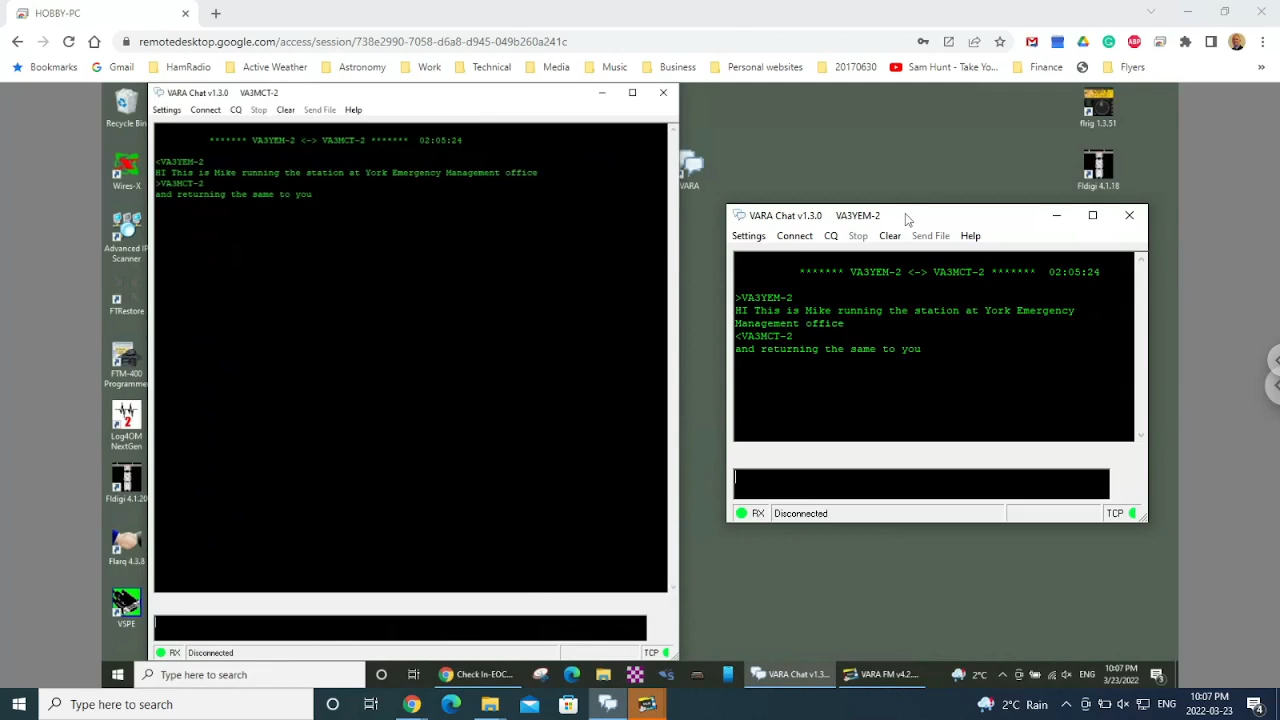 HOBBY-PC
remotedesktop.google.com/access/session/738e2990-7058-d6a8-d945-049b260a241c
Bookmarks Gmail HamRadio Active Weather Astronomy Work Technical Media Music Business Personal websites 20170630 Sam Hunt - Take Yo... Finance Flyers »
Recycle Bin
Wires-X
Advanced IP
Scanner
FTRestore
FTM-400
Programmer
Log4OM
NextGen
Fldigi 4.1.20
Flarq 4.3.8
VSPE
VARA Chat v1.3.0 VA3MCT-2
Settings Connect CQ Stop Clear Send File Help
******* VA3YEM-2 <-> VA3MCT-2 ******* 02:05:24
<VA3YEM-2
HI This is Mike running the station at York Emergency Management office
>VA3MCT-2
and returning the same to you
RX Disconnected TCP
VARA
flrig 1.3.51
Fldigi 4.1.18
VARA Chat v1.3.0 VA3YEM-2
Settings Connect CQ Stop Clear Send File Help
******* VA3YEM-2 <-> VA3MCT-2 ******* 02:05:24
>VA3YEM-2
HI This is Mike running the station at York Emergency
Management office
<VA3MCT-2
and returning the same to you
RX Disconnected TCP
Type here to search Check In-EOC... VARA Chat v1.3... VARA FM v4.2.... 2°C ENG 10:07 PM
3/23/2022
Type here to search 2°C Rain ENG 10:07 PM
2022-03-23